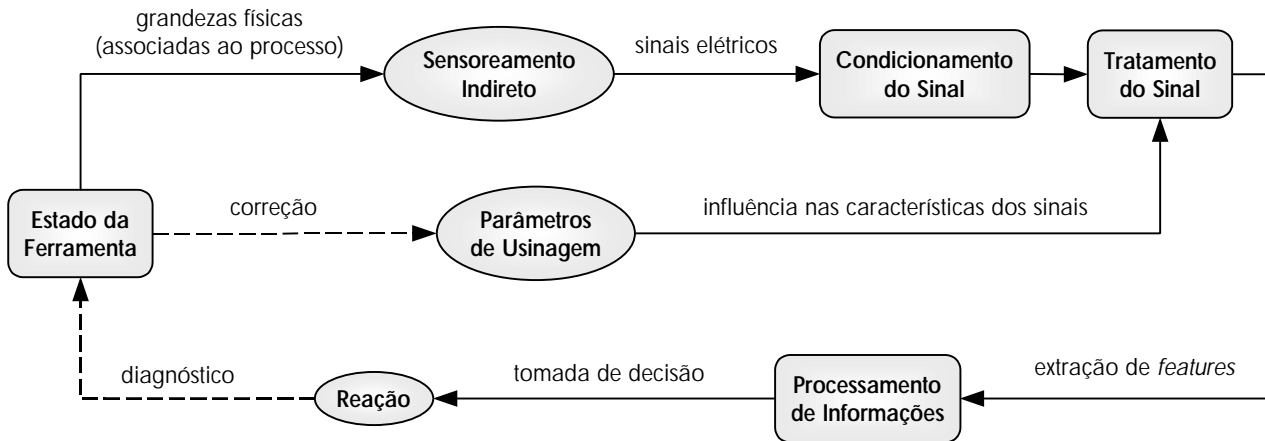 grandezas físicas
(associadas ao processo)
Sensoreamento
Indireto
sinais elétricos
Condicionamento
do Sinal
Tratamento
do Sinal
Estado da
Ferramenta
correção
Parâmetros
de Usinagem
influência nas características dos sinais
diagnóstico
Reação
tomada de decisão
Processamento
de Informações
extração de features